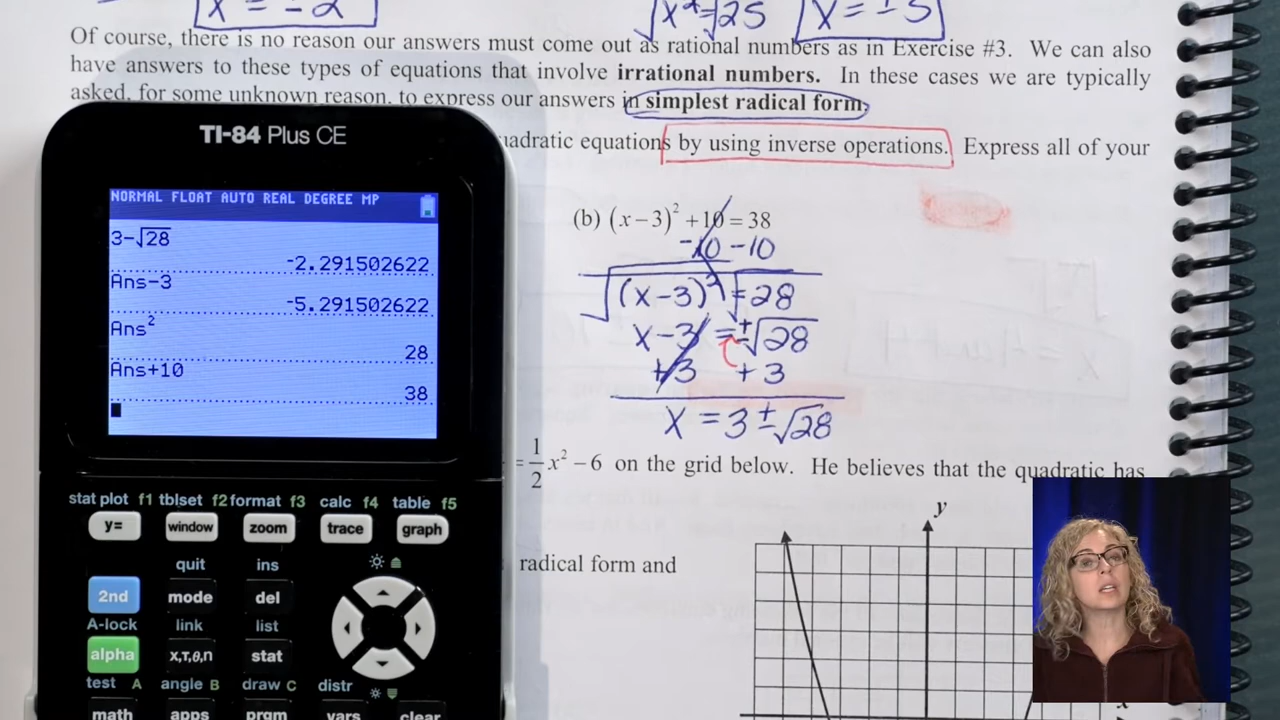 x = ±2
√x² = √25 x = ±5
Of course, there is no reason our answers must come out as rational numbers as in Exercise #3. We can also
have answers to these types of equations that involve irrational numbers. In these cases we are typically
asked, for some unknown reason, to express our answers in simplest radical form.
uadratic equations by using inverse operations. Express all of your
(b) (x−3)² +10 = 38
-10 -10
√(x-3)² = √28
x-3 = ±√28
+3 +3
x = 3 ± √28
= 1/2 x² − 6 on the grid below. He believes that the quadratic has
radical form and
y
x
TI-84 Plus CE
NORMAL FLOAT AUTO REAL DEGREE MP
3-√28
-2.291502622
Ans-3
-5.291502622
Ans²
28
Ans+10
38
stat plot f1 tblset f2 format f3 calc f4 table f5
y= window zoom trace graph
quit ins
2nd mode del
A-lock link list
alpha x,T,θ,n stat
test A angle B draw C distr
math apps prgm vars clear